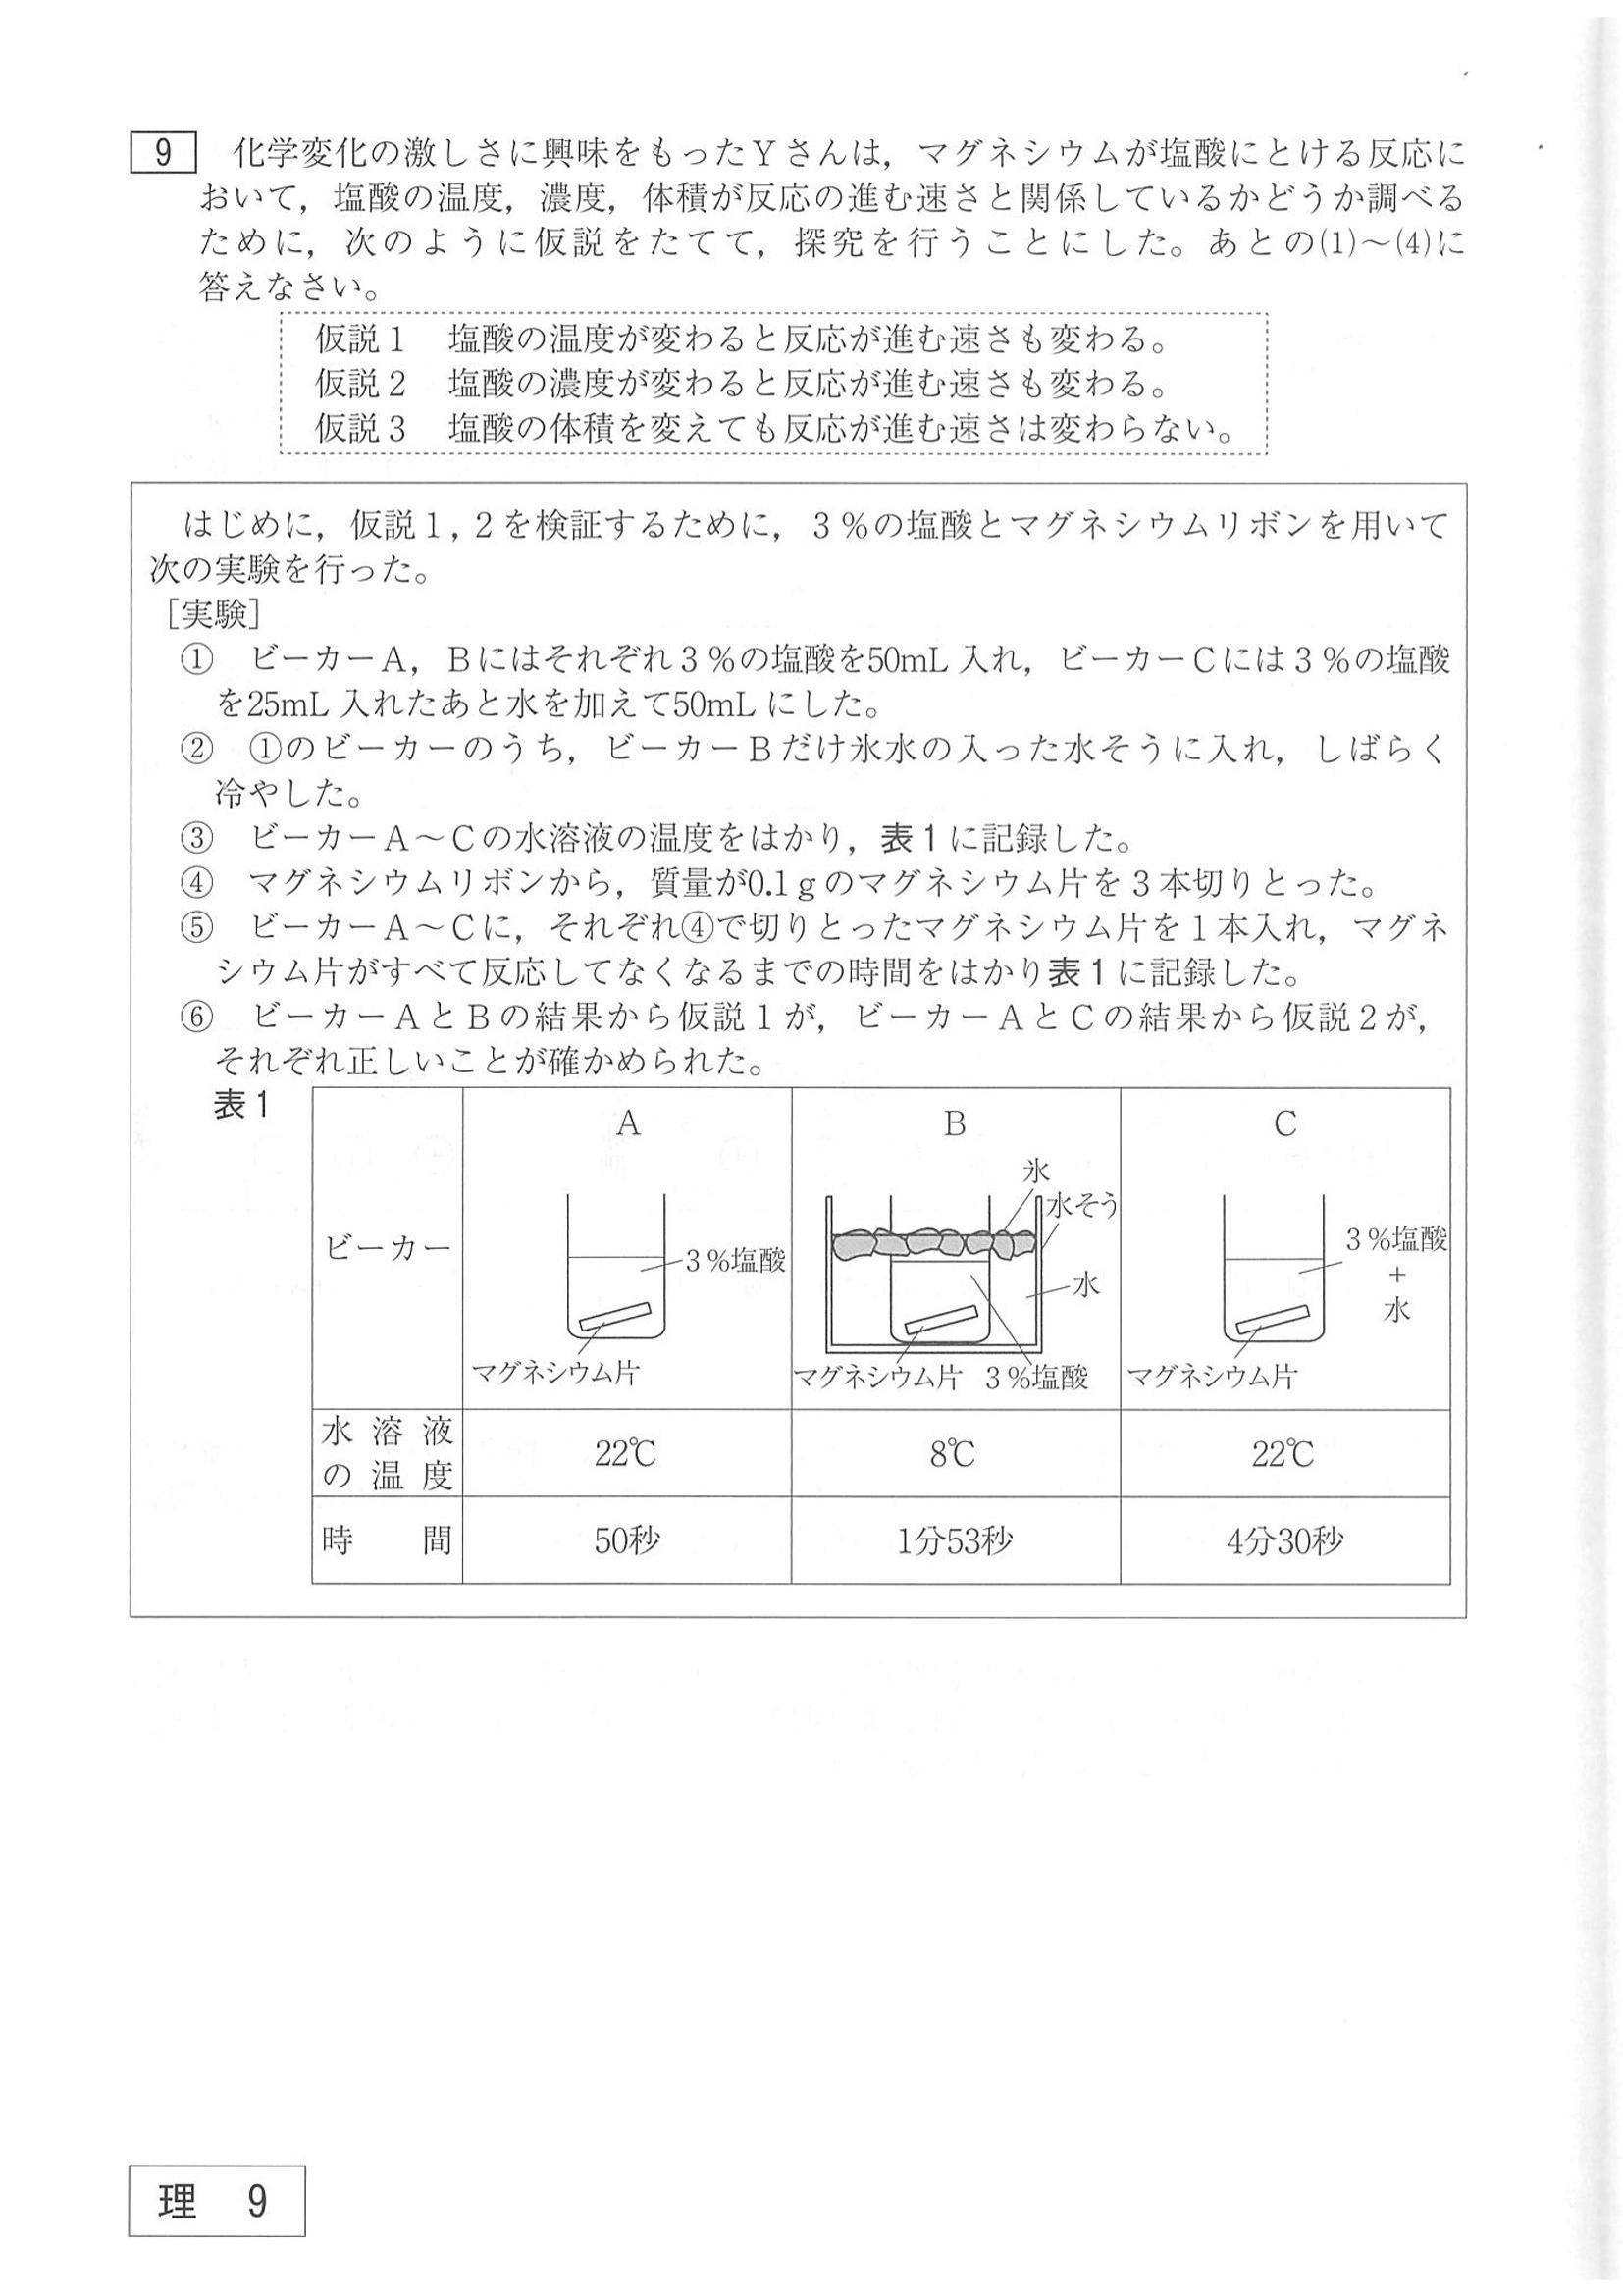 9 化学変化の激しさに興味をもったＹさんは，マグネシウムが塩酸にとける反応に
おいて，塩酸の温度，濃度，体積が反応の進む速さと関係しているかどうか調べる
ために，次のように仮説をたてて，探究を行うことにした。あとの(1)～(4)に
答えなさい。
仮説１ 塩酸の温度が変わると反応が進む速さも変わる。
仮説２ 塩酸の濃度が変わると反応が進む速さも変わる。
仮説３ 塩酸の体積を変えても反応が進む速さは変わらない。
はじめに，仮説１，２を検証するために，３％の塩酸とマグネシウムリボンを用いて
次の実験を行った。
［実験］
① ビーカーＡ，Ｂにはそれぞれ３％の塩酸を50mL 入れ，ビーカーＣには３％の塩酸
を25mL 入れたあと水を加えて50mL にした。
② ①のビーカーのうち，ビーカーＢだけ氷水の入った水そうに入れ，しばらく
冷やした。
③ ビーカーＡ～Ｃの水溶液の温度をはかり，表１に記録した。
④ マグネシウムリボンから，質量が0.1ｇのマグネシウム片を３本切りとった。
⑤ ビーカーＡ～Ｃに，それぞれ④で切りとったマグネシウム片を１本入れ，マグネ
シウム片がすべて反応してなくなるまでの時間をはかり表１に記録した。
⑥ ビーカーＡとＢの結果から仮説１が，ビーカーＡとＣの結果から仮説２が，
それぞれ正しいことが確かめられた。
表１
ビーカー
A
３％塩酸
マグネシウム片
B
氷
水そう
水
マグネシウム片 ３％塩酸
C
３％塩酸
＋
水
マグネシウム片
水溶液
の温度
22℃
8℃
22℃
時 間
50秒
1分53秒
4分30秒
理 9